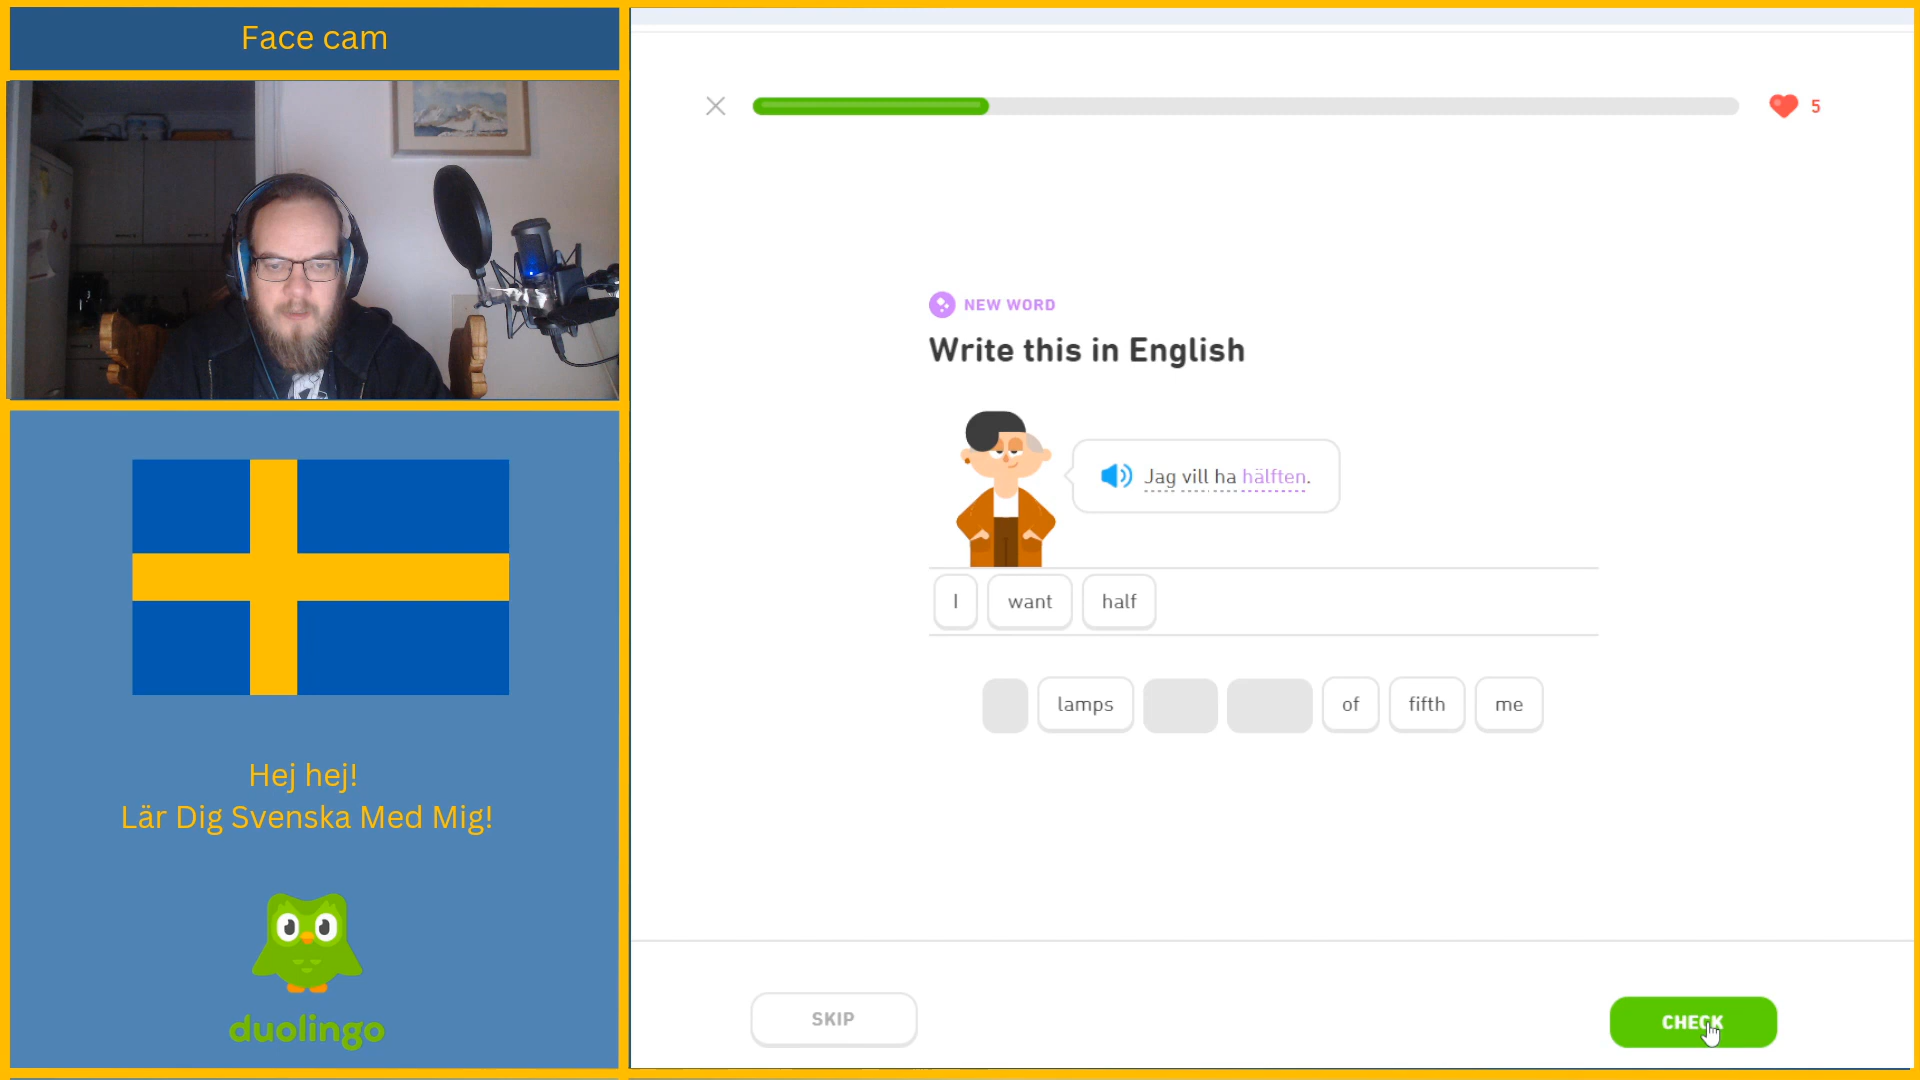 Face cam
5
NEW WORD
Write this in English
Jag vill ha hälften.
I want half
lamps of fifth me
Hej hej!
Lär Dig Svenska Med Mig!
duolingo
SKIP
CHECK